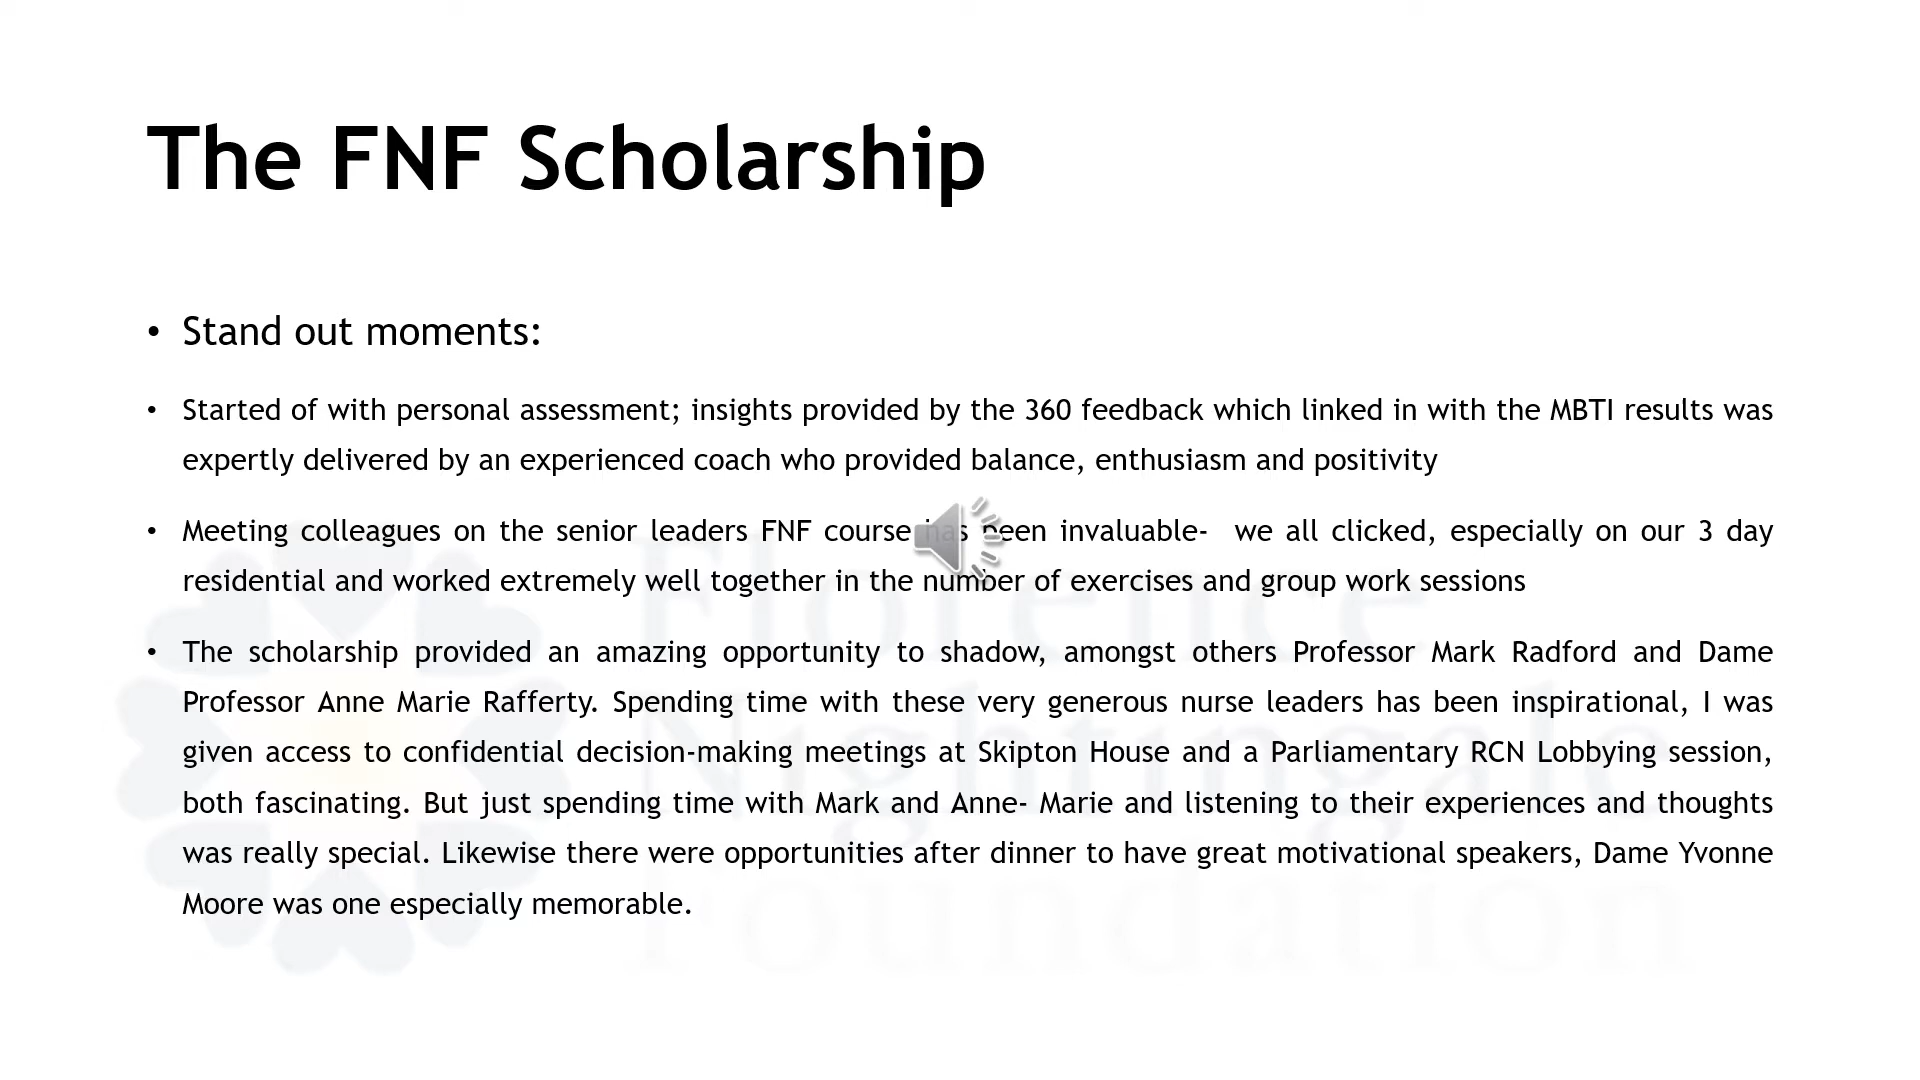 The FNF Scholarship
• Stand out moments:
• Started of with personal assessment; insights provided by the 360 feedback which linked in with the MBTI results was
expertly delivered by an experienced coach who provided balance, enthusiasm and positivity
• Meeting colleagues on the senior leaders FNF course has been invaluable- we all clicked, especially on our 3 day
residential and worked extremely well together in the number of exercises and group work sessions
• The scholarship provided an amazing opportunity to shadow, amongst others Professor Mark Radford and Dame
Professor Anne Marie Rafferty. Spending time with these very generous nurse leaders has been inspirational, I was
given access to confidential decision-making meetings at Skipton House and a Parliamentary RCN Lobbying session,
both fascinating. But just spending time with Mark and Anne- Marie and listening to their experiences and thoughts
was really special. Likewise there were opportunities after dinner to have great motivational speakers, Dame Yvonne
Moore was one especially memorable.
Florence
Nightingale
Foundation